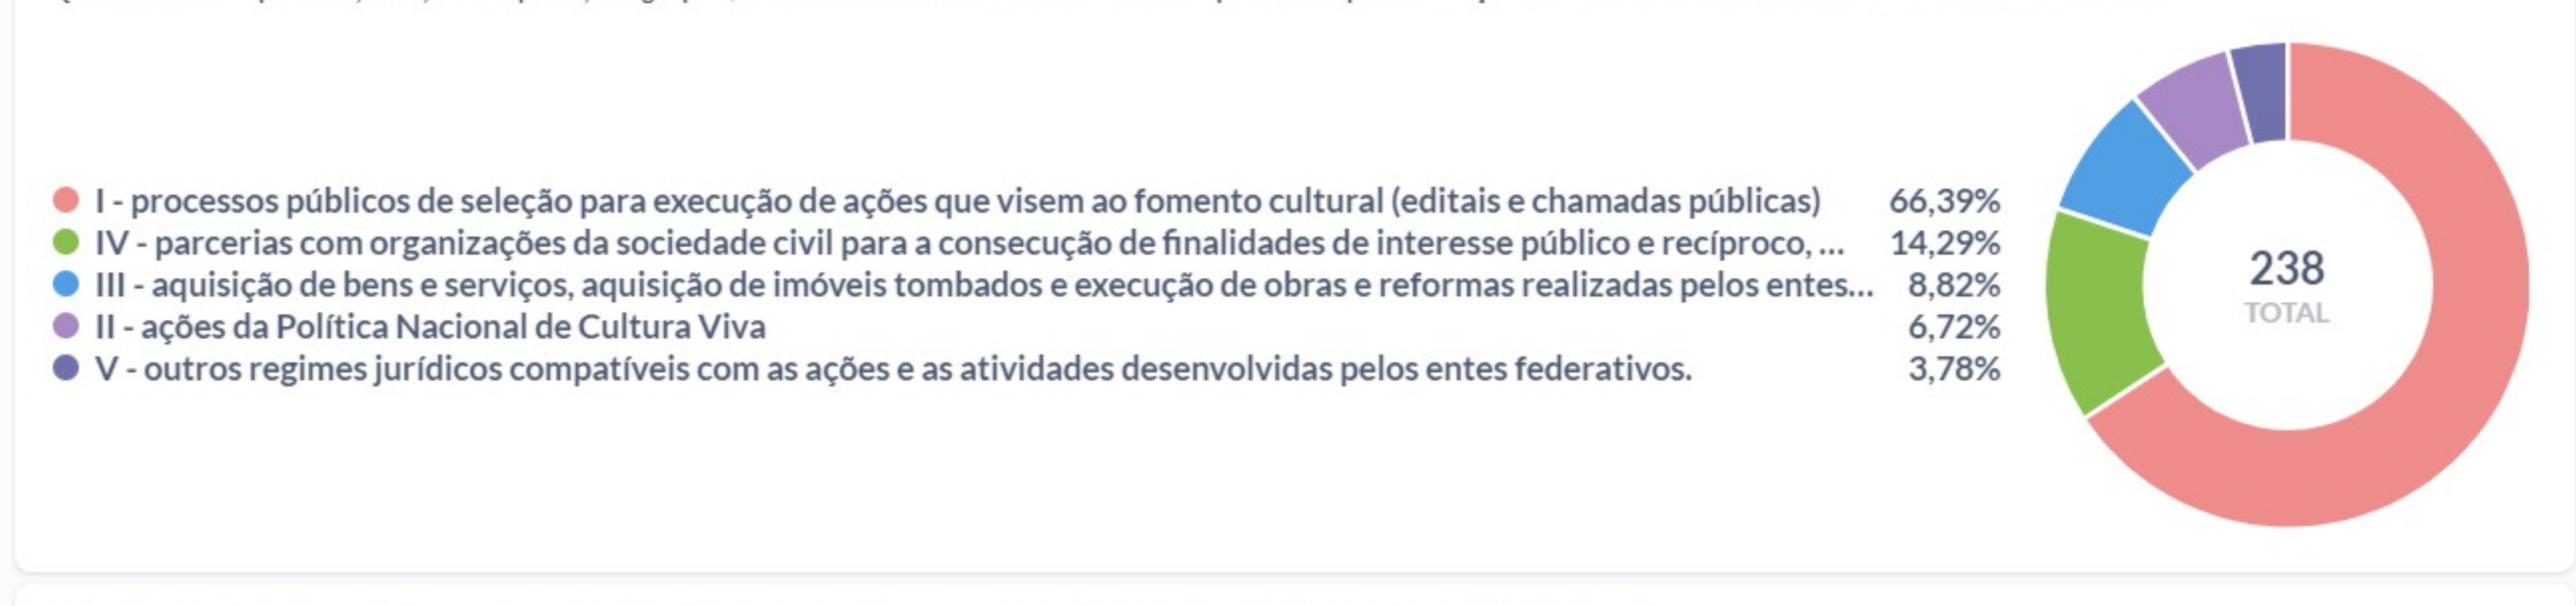 I - processos públicos de seleção para execução de ações que visem ao fomento cultural (editais e chamadas públicas) 66,39%
IV - parcerias com organizações da sociedade civil para a consecução de finalidades de interesse público e recíproco, ... 14,29%
III - aquisição de bens e serviços, aquisição de imóveis tombados e execução de obras e reformas realizadas pelos entes... 8,82%
II - ações da Política Nacional de Cultura Viva 6,72%
V - outros regimes jurídicos compatíveis com as ações e as atividades desenvolvidas pelos entes federativos. 3,78%
238
TOTAL